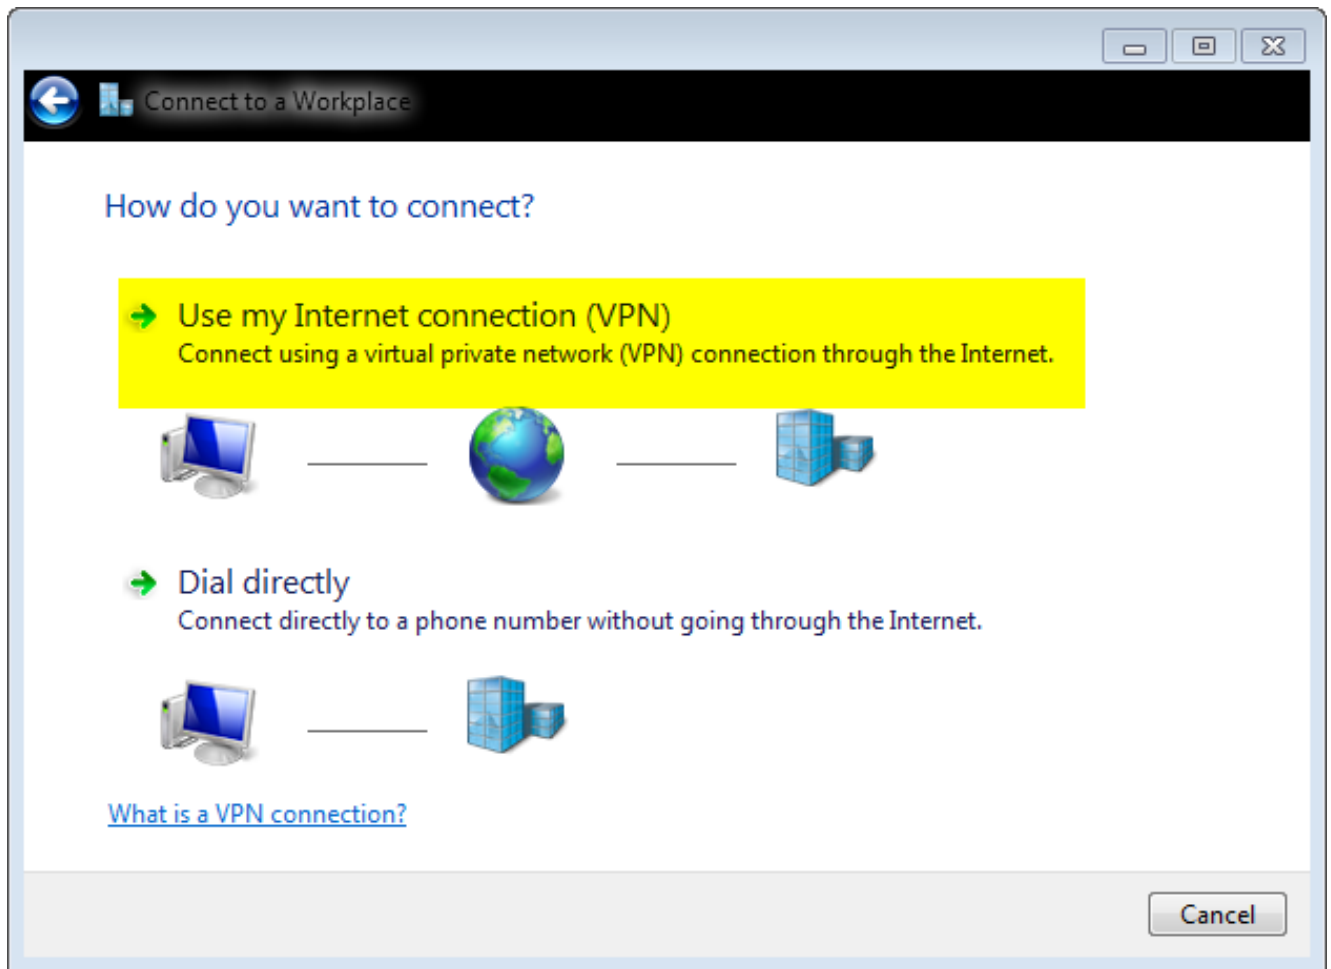 Connect to a Workplace
How do you want to connect?
Use my Internet connection (VPN)
Connect using a virtual private network (VPN) connection through the Internet.
Dial directly
Connect directly to a phone number without going through the Internet.
What is a VPN connection?
Cancel